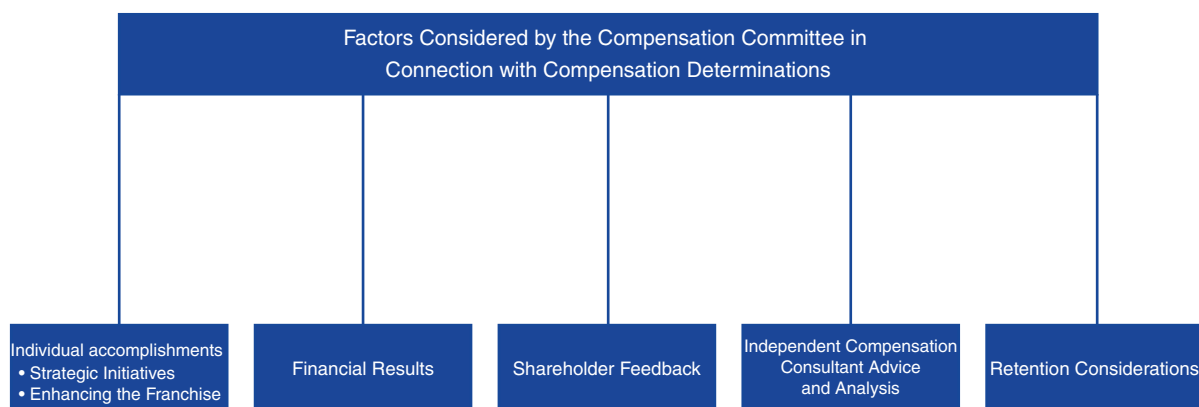 Factors Considered by the Compensation Committee in
Connection with Compensation Determinations
Individual accomplishments
• Strategic Initiatives
• Enhancing the Franchise
Financial Results
Shareholder Feedback
Independent Compensation
Consultant Advice
and Analysis
Retention Considerations